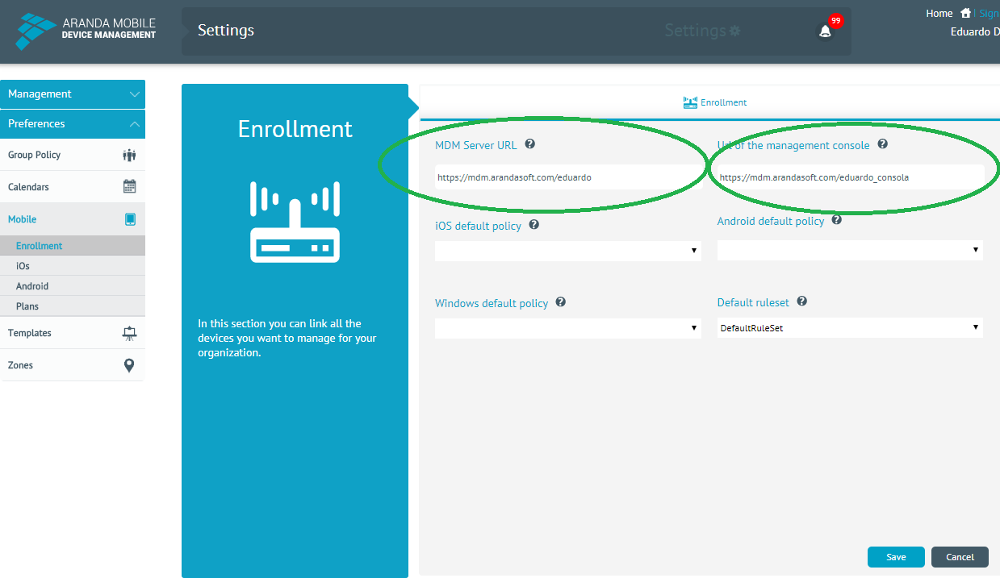 ARANDA MOBILE
DEVICE MANAGEMENT
Settings
Settings
99
Home | Sign
Eduardo D
Management
Preferences
Group Policy
Calendars
Mobile
Enrollment
iOs
Android
Plans
Templates
Zones
Enrollment
In this section you can link all the
devices you want to manage for your
organization.
Enrollment
MDM Server URL ?
https://mdm.arandasoft.com/eduardo
Url of the management console ?
https://mdm.arandasoft.com/eduardo_consola
iOS default policy ?
Android default policy ?
Windows default policy ?
Default ruleset ?
DefaultRuleSet
Save
Cancel